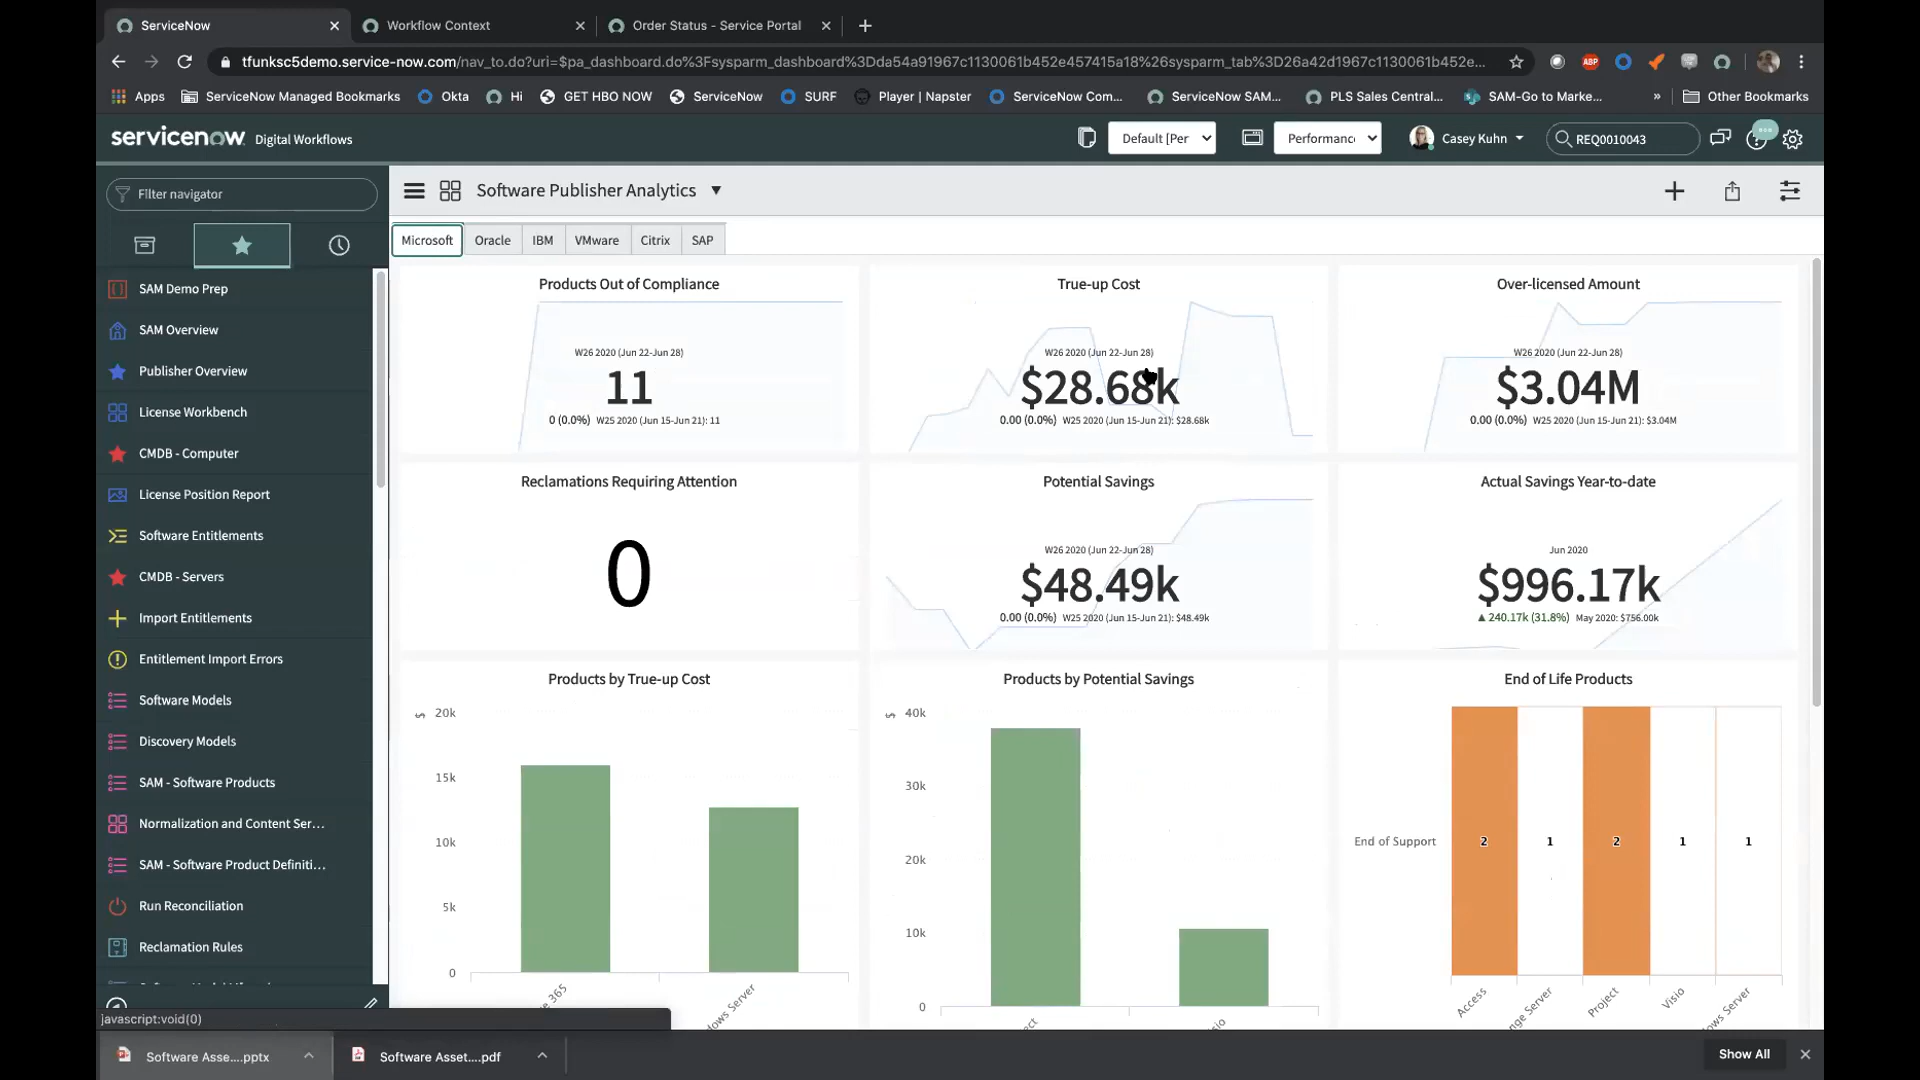 ServiceNow
Workflow Context
Order Status - Service Portal
tfunksc5demo.service-now.com/nav_to.do?uri=$pa_dashboard.do%3Fsysparm_dashboard%3Dda54a91967c1130061b452e457415a18%26sysparm_tab%3D26a42d1967c1130061b452e...
ABP
Apps
ServiceNow Managed Bookmarks
Okta
Hi
GET HBO NOW
ServiceNow
SURF
Player | Napster
ServiceNow Com...
ServiceNow SAM...
PLS Sales Central...
SAM-Go to Marke...
»
Other Bookmarks
servicenow
Digital Workflows
Default [Per
Performanc
Casey Kuhn
REQ0010043
Filter navigator
Software Publisher Analytics
Microsoft
Oracle
IBM
VMware
Citrix
SAP
SAM Demo Prep
SAM Overview
Publisher Overview
License Workbench
CMDB - Computer
License Position Report
Software Entitlements
CMDB - Servers
Import Entitlements
Entitlement Import Errors
Software Models
Discovery Models
SAM - Software Products
Normalization and Content Ser...
SAM - Software Product Definiti...
Run Reconciliation
Reclamation Rules
Products Out of Compliance
W26 2020 (Jun 22-Jun 28)
11
0 (0.0%) W25 2020 (Jun 15-Jun 21): 11
True-up Cost
W26 2020 (Jun 22-Jun 28)
$28.68k
0.00 (0.0%) W25 2020 (Jun 15-Jun 21): $28.68k
Over-licensed Amount
W26 2020 (Jun 22-Jun 28)
$3.04M
0.00 (0.0%) W25 2020 (Jun 15-Jun 21): $3.04M
Reclamations Requiring Attention
0
Potential Savings
W26 2020 (Jun 22-Jun 28)
$48.49k
0.00 (0.0%) W25 2020 (Jun 15-Jun 21): $48.49k
Actual Savings Year-to-date
Jun 2020
$996.17k
▲ 240.17k (31.8%) May 2020: $756.00k
Products by True-up Cost
$
20k
15k
10k
5k
0
e 365
lows Server
Products by Potential Savings
$
40k
30k
20k
10k
0
ect
sio
End of Life Products
End of Support
2
1
2
1
1
Access
nge Server
Project
Visio
ows Server
javascript:void(0)
Software Asse....pptx
Software Asset....pdf
Show All